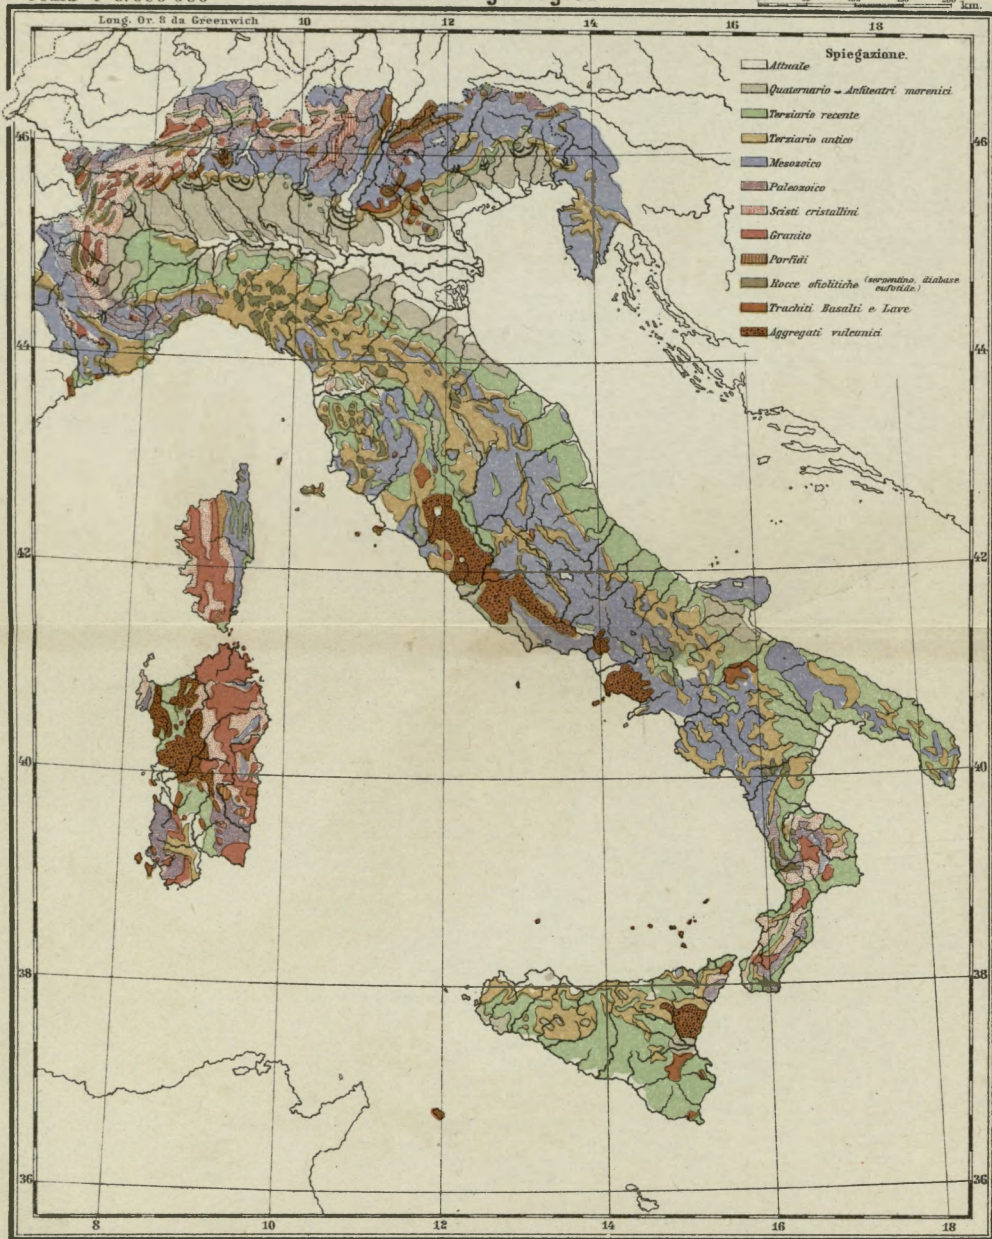 km.
Long. Or. 8 da Greenwich
10
12
14
16
18
Spiegazione.
Attuale
Quaternario e Anfiteatri morenici
Terziario recente
Terziario antico
Mesozoico
Paleozoico
Scisti cristallini
Granito
Porfidi
Rocce ofiolitiche (serpentino, diabase eufotide.)
Trachiti Basalti e Lave
Aggregati vulcanici
46
46
44
44
42
42
40
40
38
38
36
36
8
10
12
14
16
18